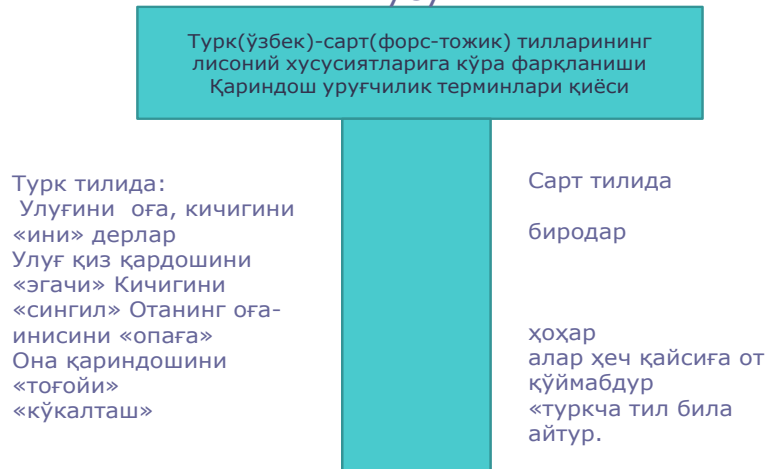 Турк(ўзбек)-сарт(форс-тожик) тилларининг
лисоний хусусиятларига кўра фарқланиши
Қариндош уруғчилик терминлари қиёси
Турк тилида:
Улуғини оға, кичигини
«ини» дерлар
Улуғ қиз қардошини
«эгачи» Кичигини
«сингил» Отанинг оға-
инисини «опаға»
Она қариндошини
«тоғойи»
«кўкалташ»
Сарт тилида
биродар
ҳоҳар
алар ҳеч қайсиға от
қўймабдур
«туркча тил била
айтур.